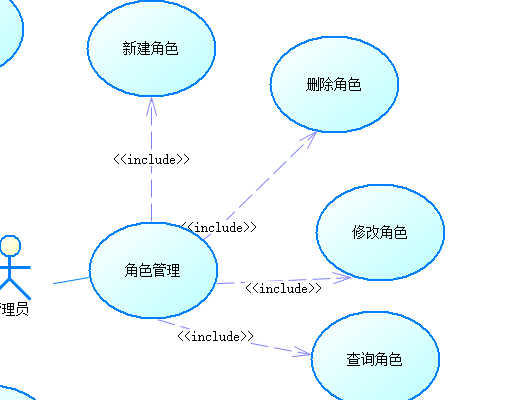 新建角色
删除角色
<<include>>
<<include>>
修改角色
角色管理
<<include>>
管理员
<<include>>
查询角色